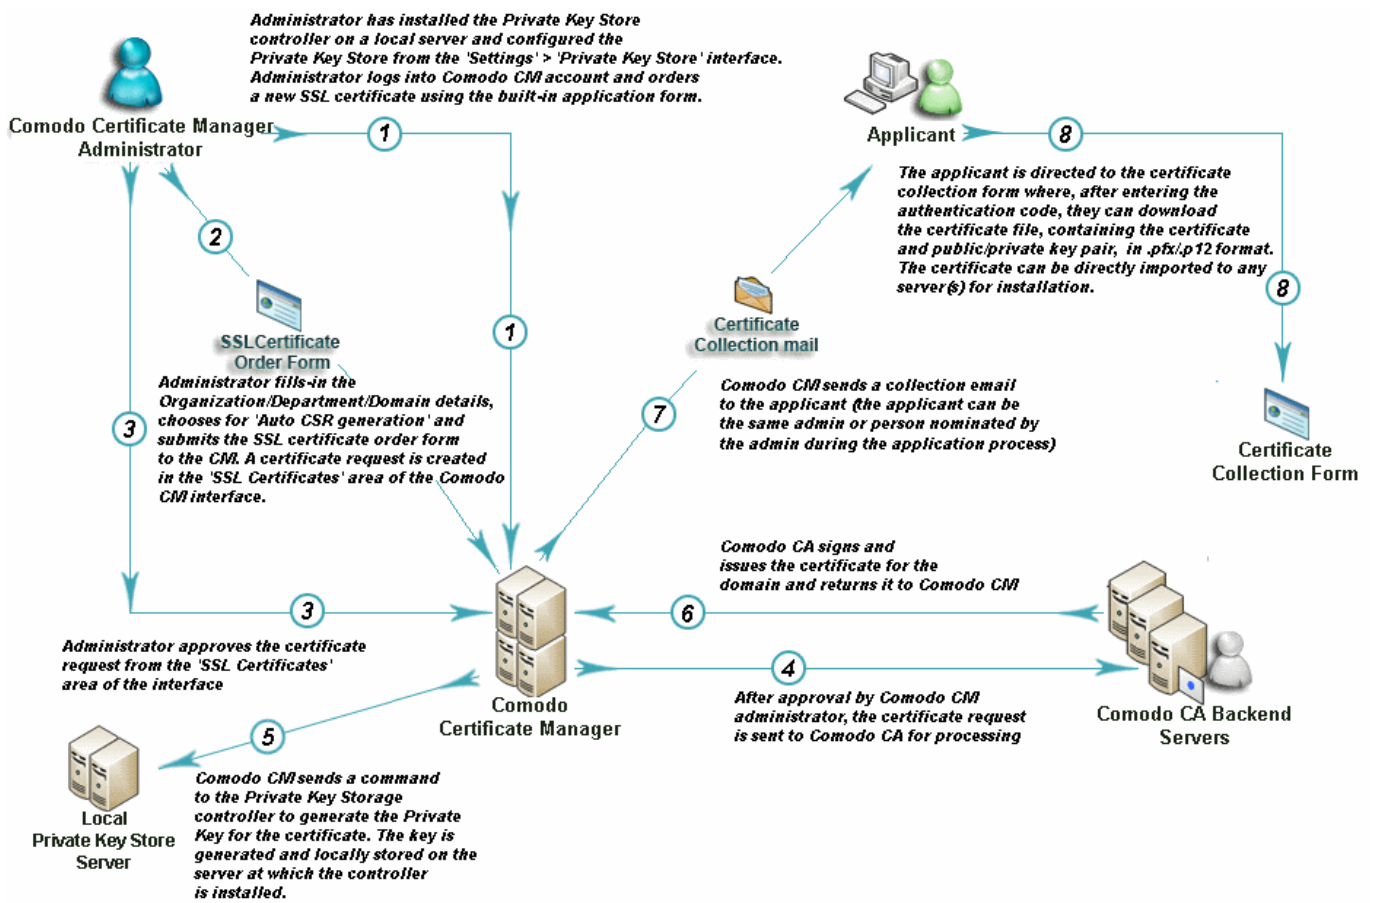 Administrator has installed the Private Key Store
controller on a local server and configured the
Private Key Store from the 'Settings' > 'Private Key Store' interface.
Administrator logs into Comodo CM account and orders
a new SSL certificate using the built-in application form.
Comodo Certificate Manager
Administrator
1
1
1
2
SSLCertificate
Order Form
Administrator fills-in the
Organization/Department/Domain details,
chooses for 'Auto CSR generation' and
submits the SSL certificate order form
to the CM. A certificate request is created
in the 'SSL Certificates' area of the Comodo
CM interface.
3
3
Administrator approves the certificate
request from the 'SSL Certificates'
area of the interface
Comodo
Certificate Manager
4
After approval by Comodo CM
administrator, the certificate request
is sent to Comodo CA for processing
Comodo CA Backend
Servers
5
Local
Private Key Store
Server
Comodo CM sends a command
to the Private Key Storage
controller to generate the Private
Key for the certificate. The key is
generated and locally stored on the
server at which the controller
is installed.
6
Comodo CA signs and
issues the certificate for the
domain and returns it to Comodo CM
7
Certificate
Collection mail
Comodo CM sends a collection email
to the applicant (the applicant can be
the same admin or person nominated by
the admin during the application process)
Applicant
8
The applicant is directed to the certificate
collection form where, after entering the
authentication code, they can download
the certificate file, containing the certificate
and public/private key pair, in .pfx/.p12 format.
The certificate can be directly imported to any
server(s) for installation.
8
Certificate
Collection Form